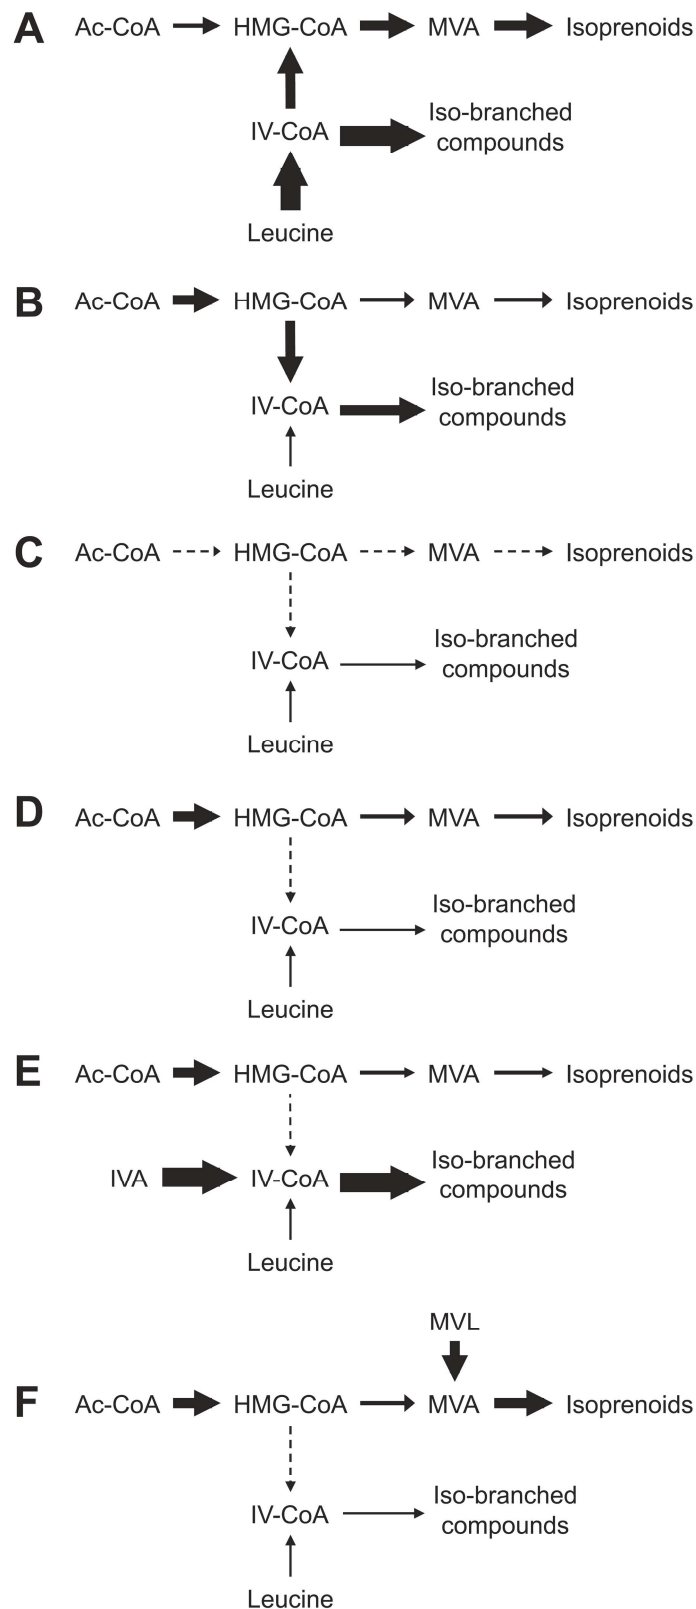 A Ac-CoA HMG-CoA MVA Isoprenoids
Iso-branched
IV-CoA compounds
Leucine
B Ac-CoA HMG-CoA MVA Isoprenoids
Iso-branched
IV-CoA compounds
Leucine
C Ac-CoA HMG-CoA MVA Isoprenoids
Iso-branched
IV-CoA compounds
Leucine
D Ac-CoA HMG-CoA MVA Isoprenoids
Iso-branched
IV-CoA compounds
Leucine
E Ac-CoA HMG-CoA MVA Isoprenoids
Iso-branched
IVA IV-CoA compounds
Leucine
MVL
F Ac-CoA HMG-CoA MVA Isoprenoids
Iso-branched
IV-CoA compounds
Leucine